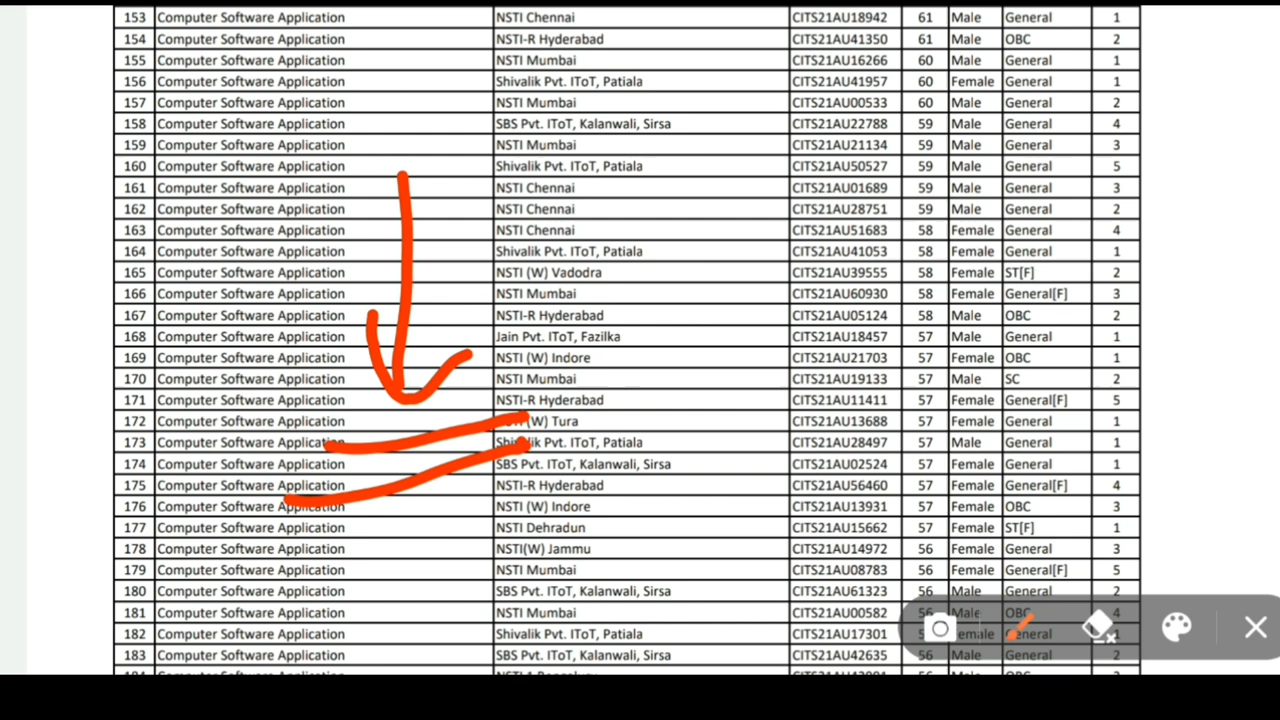 153 Computer Software Application NSTI Chennai CITS21AU18942 61 Male General 1
154 Computer Software Application NSTI-R Hyderabad CITS21AU41350 61 Male OBC 2
155 Computer Software Application NSTI Mumbai CITS21AU16266 60 Male General 1
156 Computer Software Application Shivalik Pvt. IToT, Patiala CITS21AU41957 60 Female General 1
157 Computer Software Application NSTI Mumbai CITS21AU00533 60 Male General 2
158 Computer Software Application SBS Pvt. IToT, Kalanwali, Sirsa CITS21AU22788 59 Male General 4
159 Computer Software Application NSTI Mumbai CITS21AU21134 59 Male General 3
160 Computer Software Application Shivalik Pvt. IToT, Patiala CITS21AU50527 59 Male General 5
161 Computer Software Application NSTI Chennai CITS21AU01689 59 Male General 3
162 Computer Software Application NSTI Chennai CITS21AU28751 59 Male General 2
163 Computer Software Application NSTI Chennai CITS21AU51683 58 Female General 4
164 Computer Software Application Shivalik Pvt. IToT, Patiala CITS21AU41053 58 Female General 1
165 Computer Software Application NSTI (W) Vadodra CITS21AU39555 58 Female ST[F] 2
166 Computer Software Application NSTI Mumbai CITS21AU60930 58 Female General[F] 3
167 Computer Software Application NSTI-R Hyderabad CITS21AU05124 58 Male OBC 2
168 Computer Software Application Jain Pvt. IToT, Fazilka CITS21AU18457 57 Male General 1
169 Computer Software Application NSTI (W) Indore CITS21AU21703 57 Female OBC 1
170 Computer Software Application NSTI Mumbai CITS21AU19133 57 Male SC 2
171 Computer Software Application NSTI-R Hyderabad CITS21AU11411 57 Female General[F] 5
172 Computer Software Application (W) Tura CITS21AU13688 57 Female General 1
173 Computer Software Application Shivalik Pvt. IToT, Patiala CITS21AU28497 57 Male General 1
174 Computer Software Application SBS Pvt. IToT, Kalanwali, Sirsa CITS21AU02524 57 Female General 1
175 Computer Software Application NSTI-R Hyderabad CITS21AU56460 57 Female General[F] 4
176 Computer Software Application NSTI (W) Indore CITS21AU13931 57 Female OBC 3
177 Computer Software Application NSTI Dehradun CITS21AU15662 57 Female ST[F] 1
178 Computer Software Application NSTI(W) Jammu CITS21AU14972 56 Female General 3
179 Computer Software Application NSTI Mumbai CITS21AU08783 56 Female General[F] 5
180 Computer Software Application SBS Pvt. IToT, Kalanwali, Sirsa CITS21AU61323 56 Male General 2
181 Computer Software Application NSTI Mumbai CITS21AU00582 56 Male OBC 4
182 Computer Software Application Shivalik Pvt. IToT, Patiala CITS21AU17301 Female General 1
183 Computer Software Application SBS Pvt. IToT, Kalanwali, Sirsa CITS21AU42635 56 Male General 2